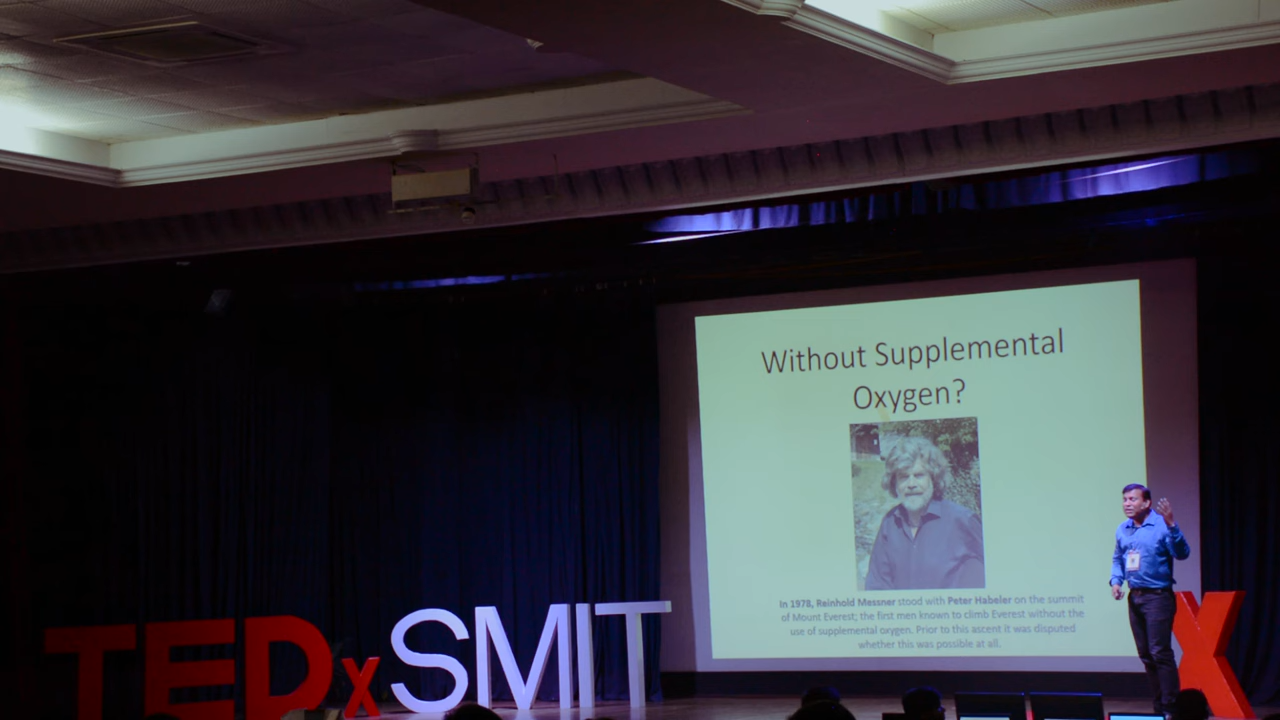 Without Supplemental
Oxygen?
In 1978, Reinhold Messner stood with Peter Habeler on the summit
of Mount Everest; the first men known to climb Everest without the
use of supplemental oxygen. Prior to this ascent it was disputed
whether this was possible at all.
TEDxSMIT
X